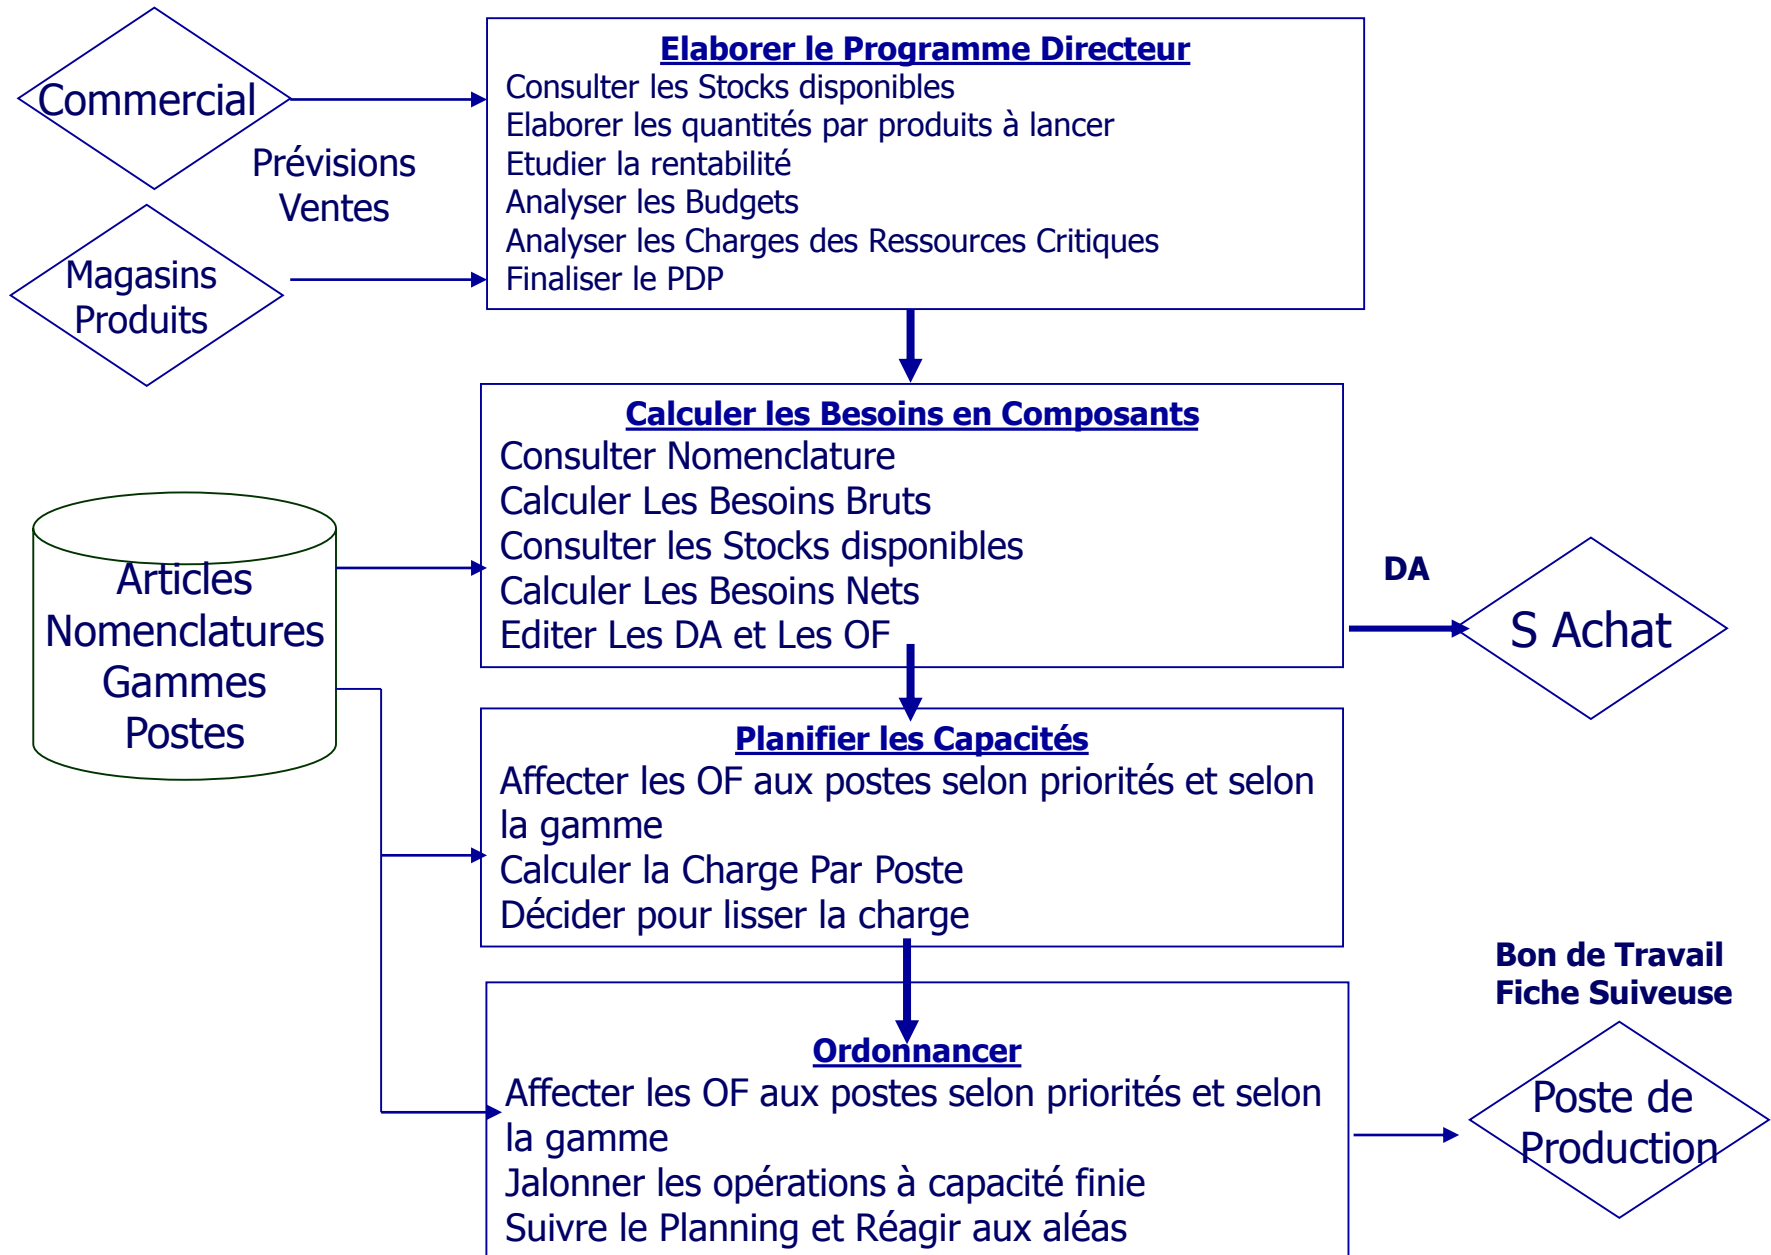 Commercial
Prévisions
Ventes
Magasins
Produits
Elaborer le Programme Directeur
Consulter les Stocks disponibles
Elaborer les quantités par produits à lancer
Etudier la rentabilité
Analyser les Budgets
Analyser les Charges des Ressources Critiques
Finaliser le PDP
Calculer les Besoins en Composants
Consulter Nomenclature
Calculer Les Besoins Bruts
Consulter les Stocks disponibles
Calculer Les Besoins Nets
Editer Les DA et Les OF
DA
S Achat
Articles
Nomenclatures
Gammes
Postes
Planifier les Capacités
Affecter les OF aux postes selon priorités et selon
la gamme
Calculer la Charge Par Poste
Décider pour lisser la charge
Ordonnancer
Affecter les OF aux postes selon priorités et selon
la gamme
Jalonner les opérations à capacité finie
Suivre le Planning et Réagir aux aléas
Bon de Travail
Fiche Suiveuse
Poste de
Production